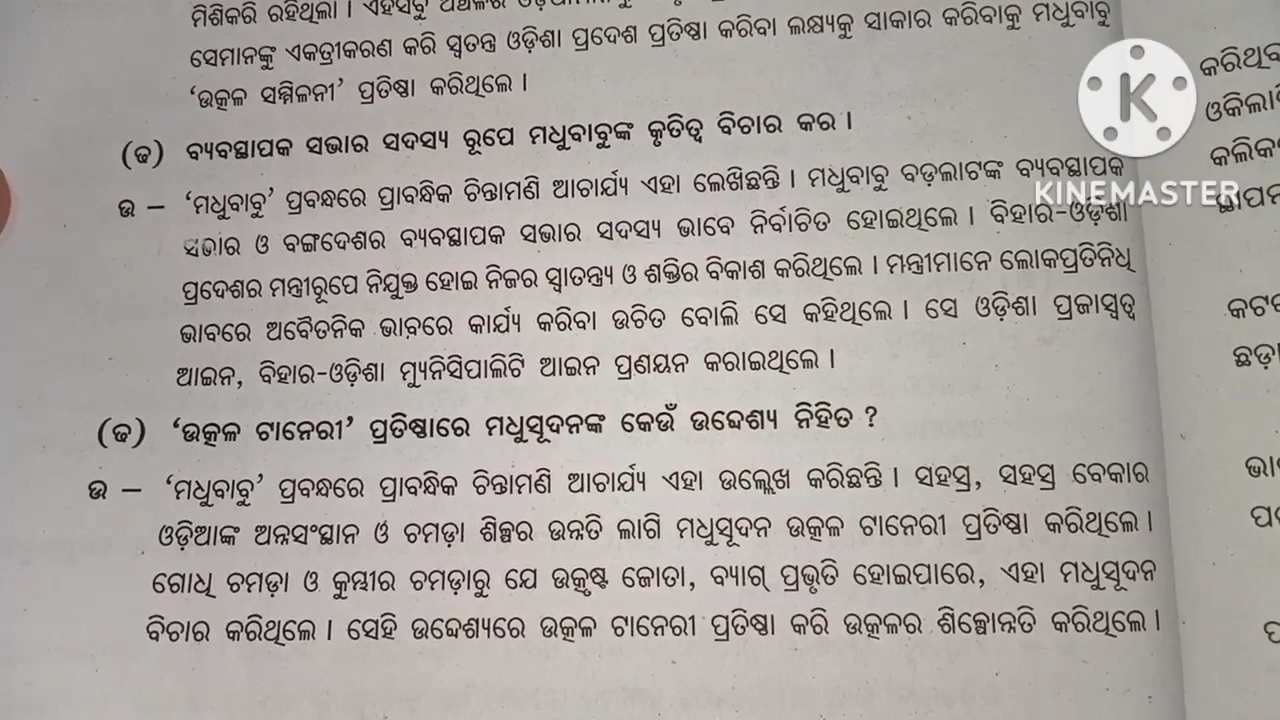 ମିଶିକରି ରହିଥିଲା । ଏହିସବୁ
ସେମାନଙ୍କୁ ଏକତ୍ରୀକରଣ କରି ସ୍ୱତନ୍ତ୍ର ଓଡ଼ିଶା ପ୍ରଦେଶ ପ୍ରତିଷ୍ଠା କରିବା ଲକ୍ଷ୍ୟକୁ ସାକାର କରିବାକୁ ମଧୁବାବୁ
‘ଉତ୍କଳ ସମ୍ମିଳନୀ’ ପ୍ରତିଷ୍ଠା କରିଥିଲେ ।
(ଢ) ବ୍ୟବସ୍ଥାପକ ସଭାର ସଦସ୍ୟ ରୂପେ ମଧୁବାବୁଙ୍କ କୃତିତ୍ୱ ବିଚାର କର ।
ଉ – ‘ମଧୁବାବୁ’ ପ୍ରବନ୍ଧରେ ପ୍ରାବନ୍ଧିକ ଚିନ୍ତାମଣି ଆଚାର୍ଯ୍ୟ ଏହା ଲେଖିଛନ୍ତି । ମଧୁବାବୁ ବଡ଼ଲାଟଙ୍କ ବ୍ୟବସ୍ଥାପକ
ସଭାର ଓ ବଙ୍ଗଦେଶର ବ୍ୟବସ୍ଥାପକ ସଭାର ସଦସ୍ୟ ଭାବେ ନିର୍ବାଚିତ ହୋଇଥିଲେ । ବିହାର-ଓଡ଼ିଶା
ପ୍ରଦେଶର ମନ୍ତ୍ରୀରୂପେ ନିଯୁକ୍ତ ହୋଇ ନିଜର ସ୍ୱାତନ୍ତ୍ର୍ୟ ଓ ଶକ୍ତିର ବିକାଶ କରିଥିଲେ । ମନ୍ତ୍ରୀମାନେ ଲୋକପ୍ରତିନିଧି
ଭାବରେ ଅବୈତନିକ ଭାବରେ କାର୍ଯ୍ୟ କରିବା ଉଚିତ ବୋଲି ସେ କହିଥିଲେ । ସେ ଓଡ଼ିଶା ପ୍ରଜାସ୍ୱତ୍ୱ
ଆଇନ, ବିହାର-ଓଡ଼ିଶା ମ୍ୟୁନିସିପାଲିଟି ଆଇନ ପ୍ରଣୟନ କରାଇଥିଲେ ।
(ଢ) ‘ଉତ୍କଳ ଟାନେରୀ’ ପ୍ରତିଷ୍ଠାରେ ମଧୁସୂଦନଙ୍କ କେଉଁ ଉଦ୍ଦେଶ୍ୟ ନିହିତ ?
ଉ – ‘ମଧୁବାବୁ’ ପ୍ରବନ୍ଧରେ ପ୍ରାବନ୍ଧିକ ଚିନ୍ତାମଣି ଆଚାର୍ଯ୍ୟ ଏହା ଉଲ୍ଲେଖ କରିଛନ୍ତି । ସହସ୍ର, ସହସ୍ର ବେକାର
ଓଡ଼ିଆଙ୍କ ଅନ୍ନସଂସ୍ଥାନ ଓ ଚମଡ଼ା ଶିଳ୍ପର ଉନ୍ନତି ଲାଗି ମଧୁସୂଦନ ଉତ୍କଳ ଟାନେରୀ ପ୍ରତିଷ୍ଠା କରିଥିଲେ ।
ଗୋଧି ଚମଡ଼ା ଓ କୁମ୍ଭୀର ଚମଡ଼ାରୁ ଯେ ଉତ୍କୃଷ୍ଟ ଜୋତା, ବ୍ୟାଗ୍ ପ୍ରଭୃତି ହୋଇପାରେ, ଏହା ମଧୁସୂଦନ
ବିଚାର କରିଥିଲେ । ସେହି ଉଦ୍ଦେଶ୍ୟରେ ଉତ୍କଳ ଟାନେରୀ ପ୍ରତିଷ୍ଠା କରି ଉତ୍କଳର ଶିଳ୍ପୋନ୍ନତି କରିଥିଲେ ।
K
KINEMASTER